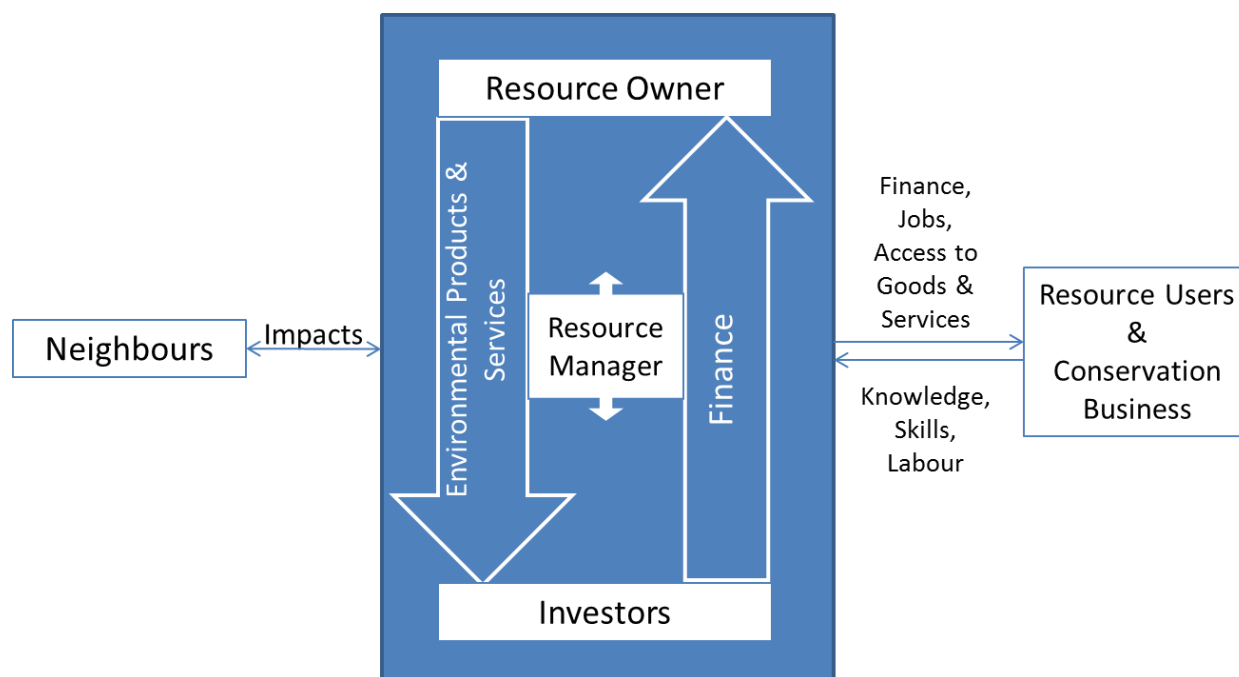 Resource Owner
Environmental Products &
Services
Resource
Manager
Finance
Investors
Neighbours
Impacts
Finance,
Jobs,
Access to
Goods &
Services
Knowledge,
Skills,
Labour
Resource Users
&
Conservation
Business